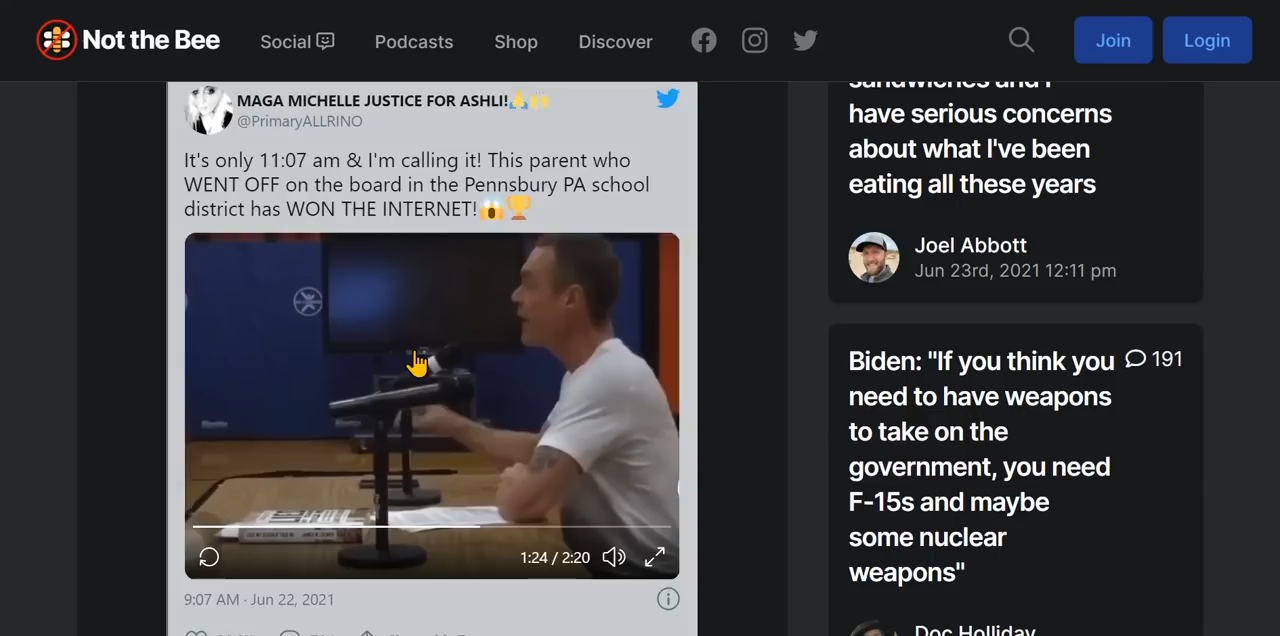 Not the Bee
Social
Podcasts
Shop
Discover
Join
Login
MAGA MICHELLE JUSTICE FOR ASHLI!🙏🙌
@PrimaryALLRINO
It's only 11:07 am & I'm calling it! This parent who
WENT OFF on the board in the Pennsbury PA school
district has WON THE INTERNET!😱🏆
1:24 / 2:20
9:07 AM · Jun 22, 2021
sandwiches and I
have serious concerns
about what I've been
eating all these years
Joel Abbott
Jun 23rd, 2021 12:11 pm
Biden: "If you think you
191
need to have weapons
to take on the
government, you need
F-15s and maybe
some nuclear
weapons"
Doc Holliday